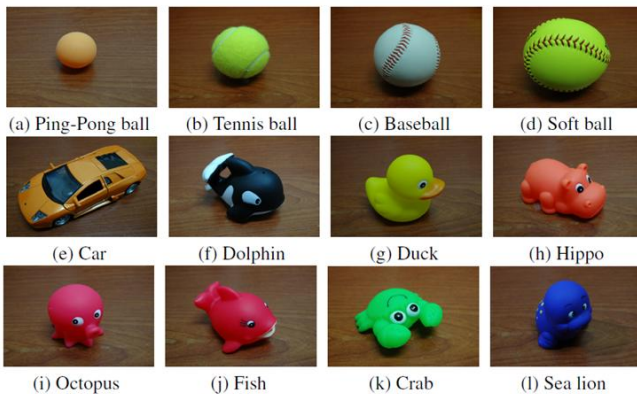 (a) Ping-Pong ball (b) Tennis ball (c) Baseball (d) Soft ball
(e) Car (f) Dolphin (g) Duck (h) Hippo
(i) Octopus (j) Fish (k) Crab (l) Sea lion